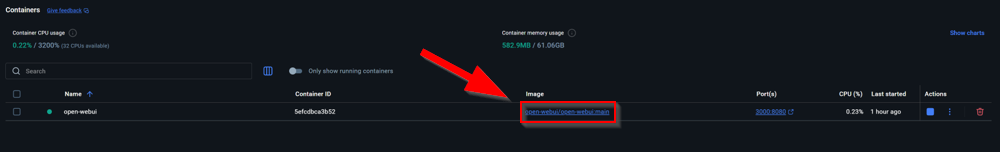 Containers Give feedback
Container CPU usage
0.22% / 3200% (32 CPUs available)
Container memory usage
582.9MB / 61.06GB
Show charts
Search
Only show running containers
Name Container ID Image Port(s) CPU (%) Last started Actions
open-webui 5efcdbca3b52 open-webui/open-webui:main 3000:8080 0.23% 1 hour ago